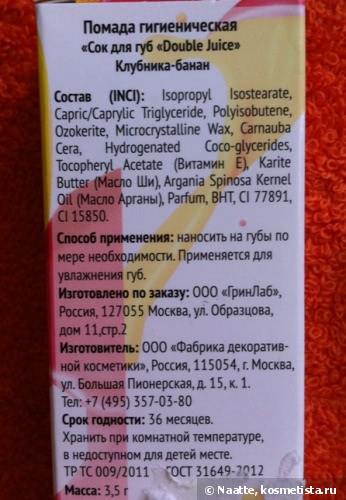 Помада гигиеническая
«Сок для губ «Double Juice»
Клубника-банан
Состав (INCI): Isopropyl Isostearate,
Capric/Caprylic Triglyceride, Polyisobutene,
Ozokerite, Microcrystalline Wax, Carnauba
Cera, Hydrogenated Coco-glycerides,
Tocopheryl Acetate (Витамин E), Karite
Butter (Масло Ши), Argania Spinosa Kernel
Oil (Масло Арганы), Parfum, BHT, CI 77891,
CI 15850.
Способ применения: наносить на губы по
мере необходимости. Применяется для
увлажнения губ.
Изготовлено по заказу: ООО «ГринЛаб»,
Россия, 127055 Москва, ул. Образцова,
дом 11,стр.2
Изготовитель: ООО «Фабрика декоратив-
ной косметики», Россия, 115054, г. Москва,
ул. Большая Пионерская, д. 15, к. 1.
Тел: +7 (495) 357-03-80
Срок годности: 36 месяцев.
Хранить при комнатной температуре,
в недоступном для детей месте.
ТР ТС 009/2011 ГОСТ 31649-2012
Масса: 3,5 г
© Naatte, kosmetista.ru